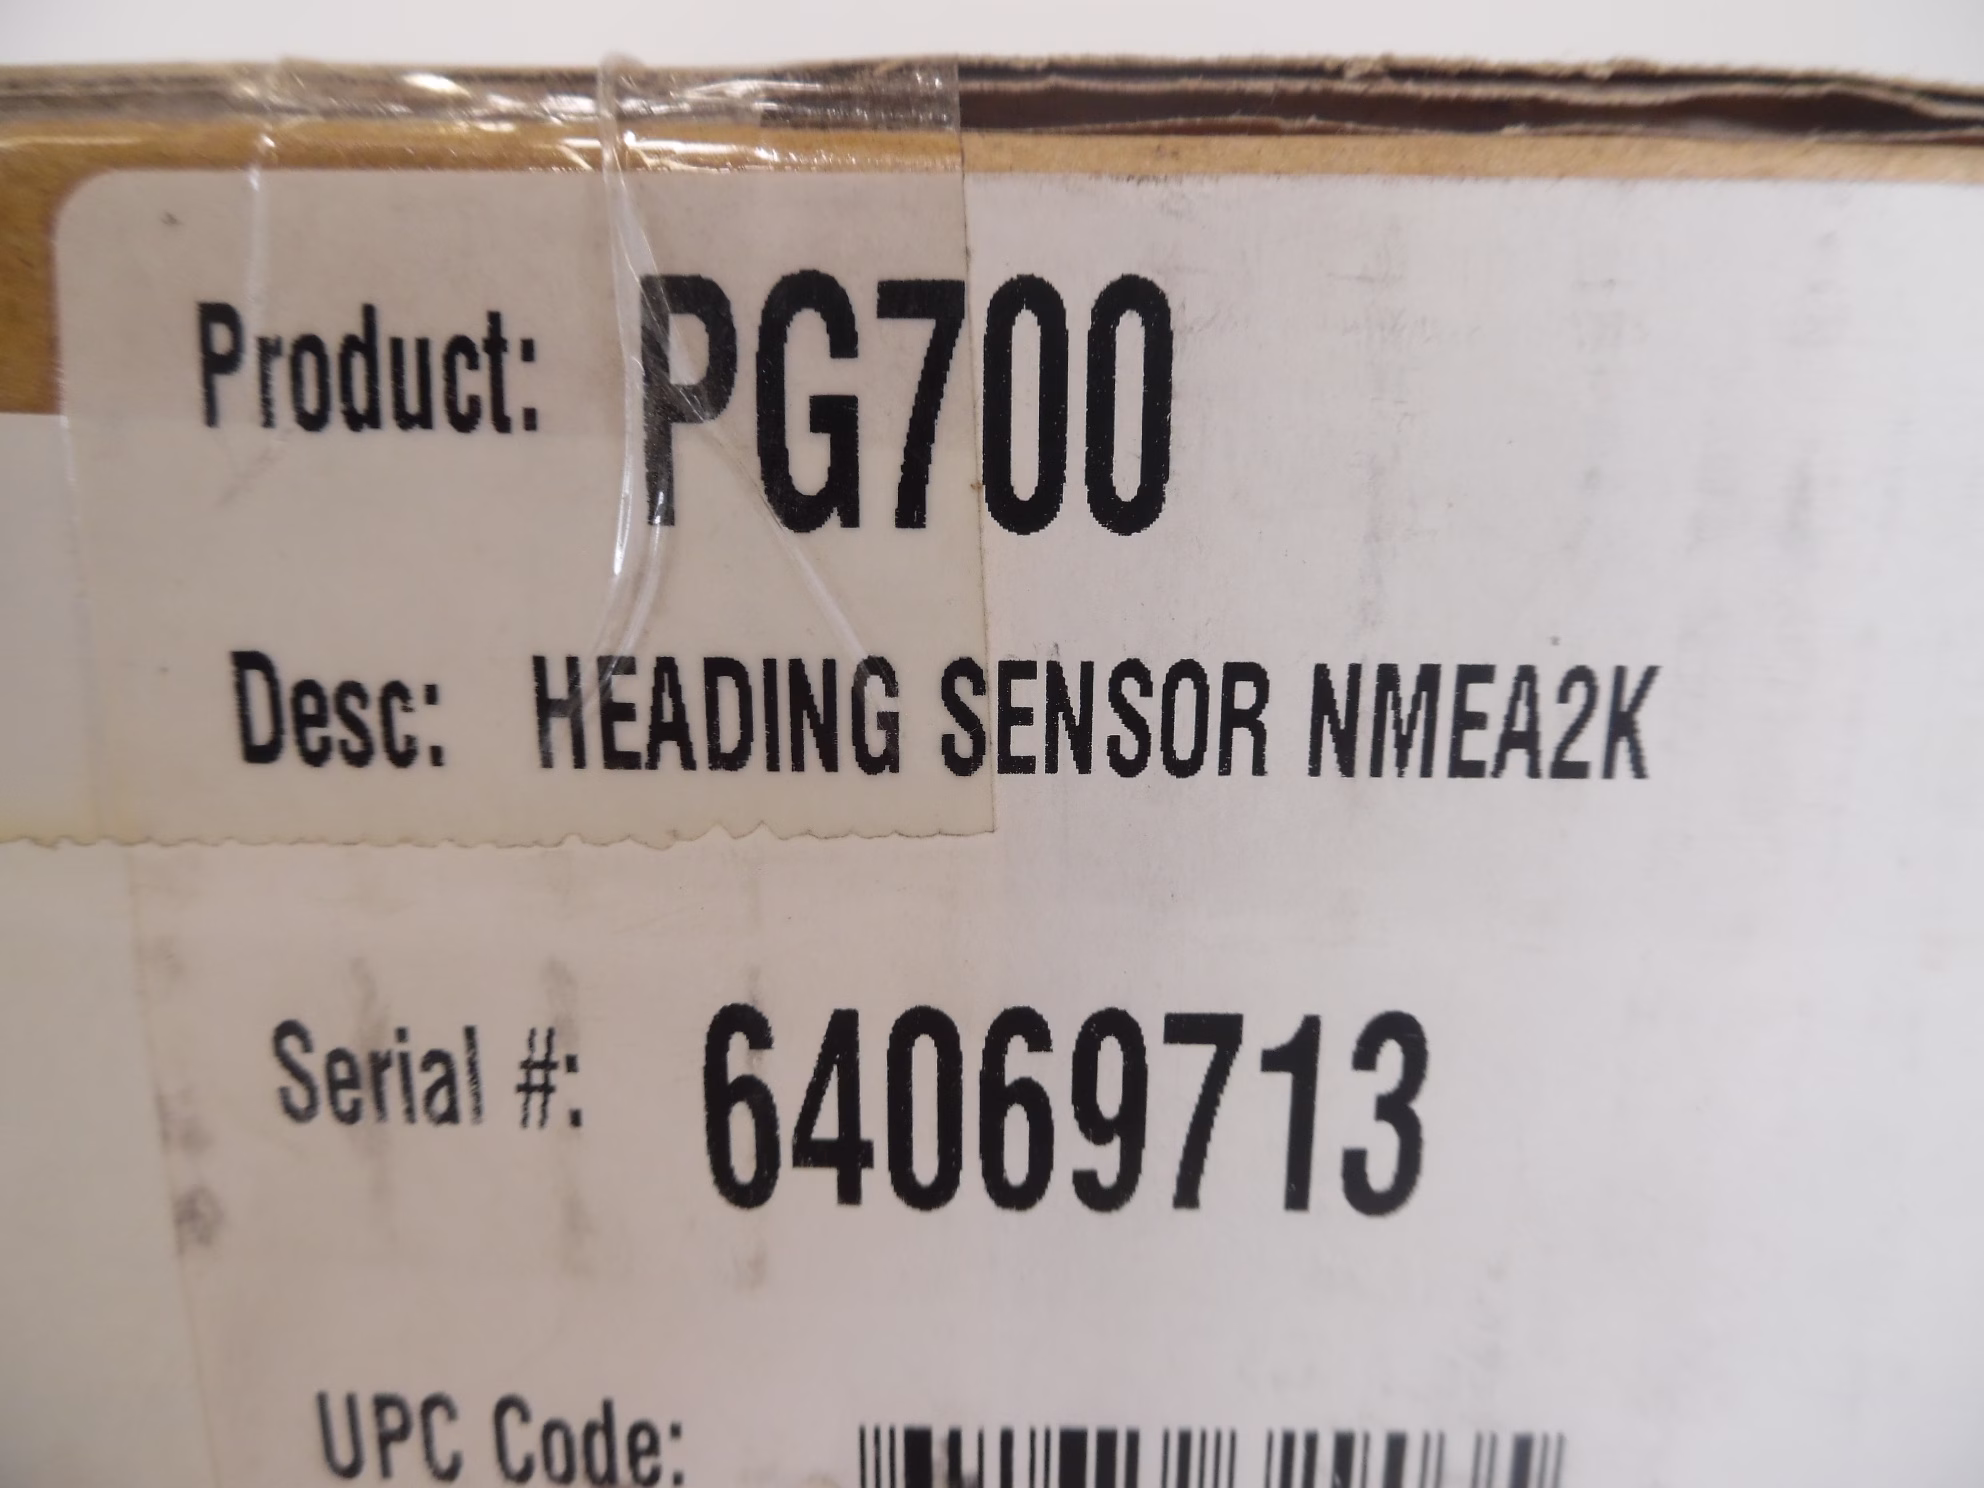 Product: PG700
Desc: HEADING SENSOR NMEA2K
Serial #: 64069713
UPC Code: